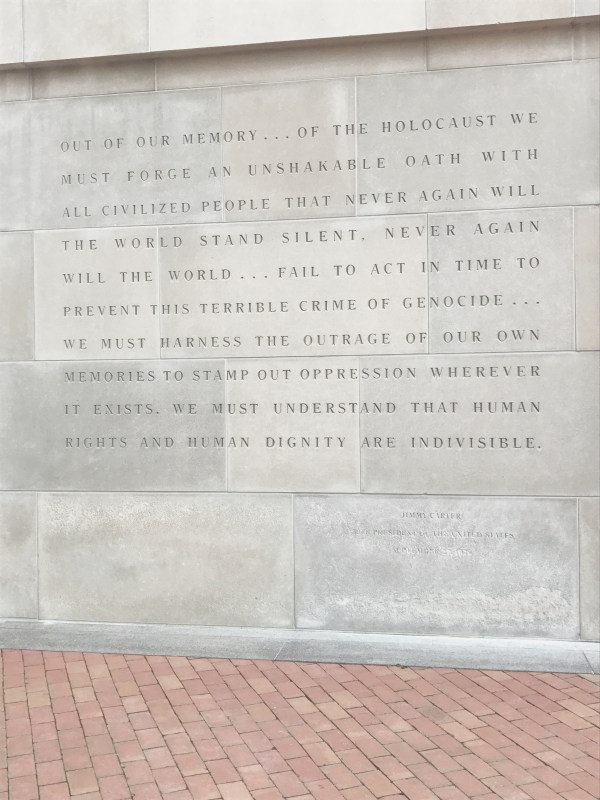 OUT OF OUR MEMORY... OF THE HOLOCAUST WE
MUST FORGE AN UNSHAKABLE OATH WITH
ALL CIVILIZED PEOPLE THAT NEVER AGAIN WILL
THE WORLD STAND SILENT, NEVER AGAIN
WILL THE WORLD... FAIL TO ACT IN TIME TO
PREVENT THIS TERRIBLE CRIME OF GENOCIDE...
WE MUST HARNESS THE OUTRAGE OF OUR OWN
MEMORIES TO STAMP OUT OPPRESSION WHEREVER
IT EXISTS. WE MUST UNDERSTAND THAT HUMAN
RIGHTS AND HUMAN DIGNITY ARE INDIVISIBLE.
JIMMY CARTER
PRESIDENT OF THE UNITED STATES